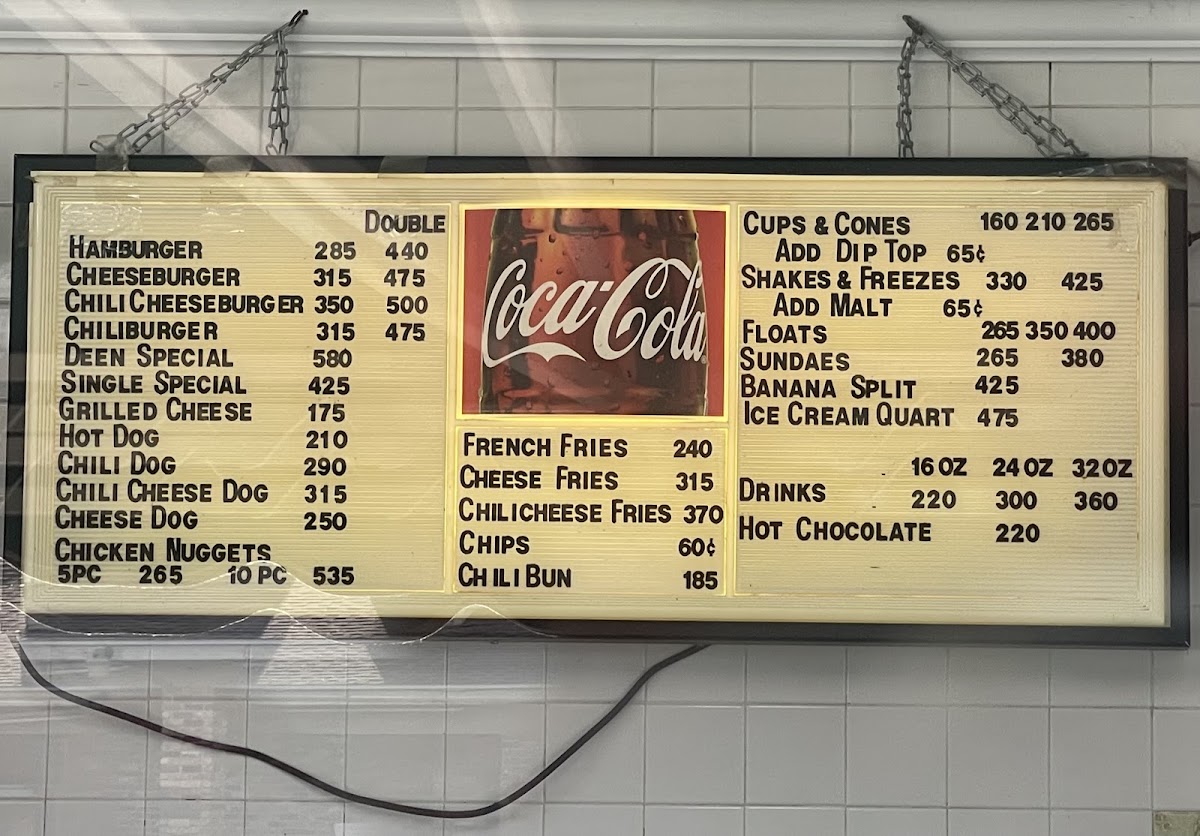 DOUBLE
HAMBURGER 285 440
CHEESEBURGER 315 475
CHILI CHEESEBURGER 350 500
CHILIBURGER 315 475
DEEN SPECIAL 580
SINGLE SPECIAL 425
GRILLED CHEESE 175
HOT DOG 210
CHILI DOG 290
CHILI CHEESE DOG 315
CHEESE DOG 250
CHICKEN NUGGETS
5PC 265 10 PC 535
Coca-Cola
FRENCH FRIES 240
CHEESE FRIES 315
CHILICHEESE FRIES 370
CHIPS 60¢
CHILI BUN 185
CUPS & CONES 160 210 265
ADD DIP TOP 65¢
SHAKES & FREEZES 330 425
ADD MALT 65¢
FLOATS 265 350 400
SUNDAES 265 380
BANANA SPLIT 425
ICE CREAM QUART 475
16 OZ 24 OZ 32 OZ
DRINKS 220 300 360
HOT CHOCOLATE 220